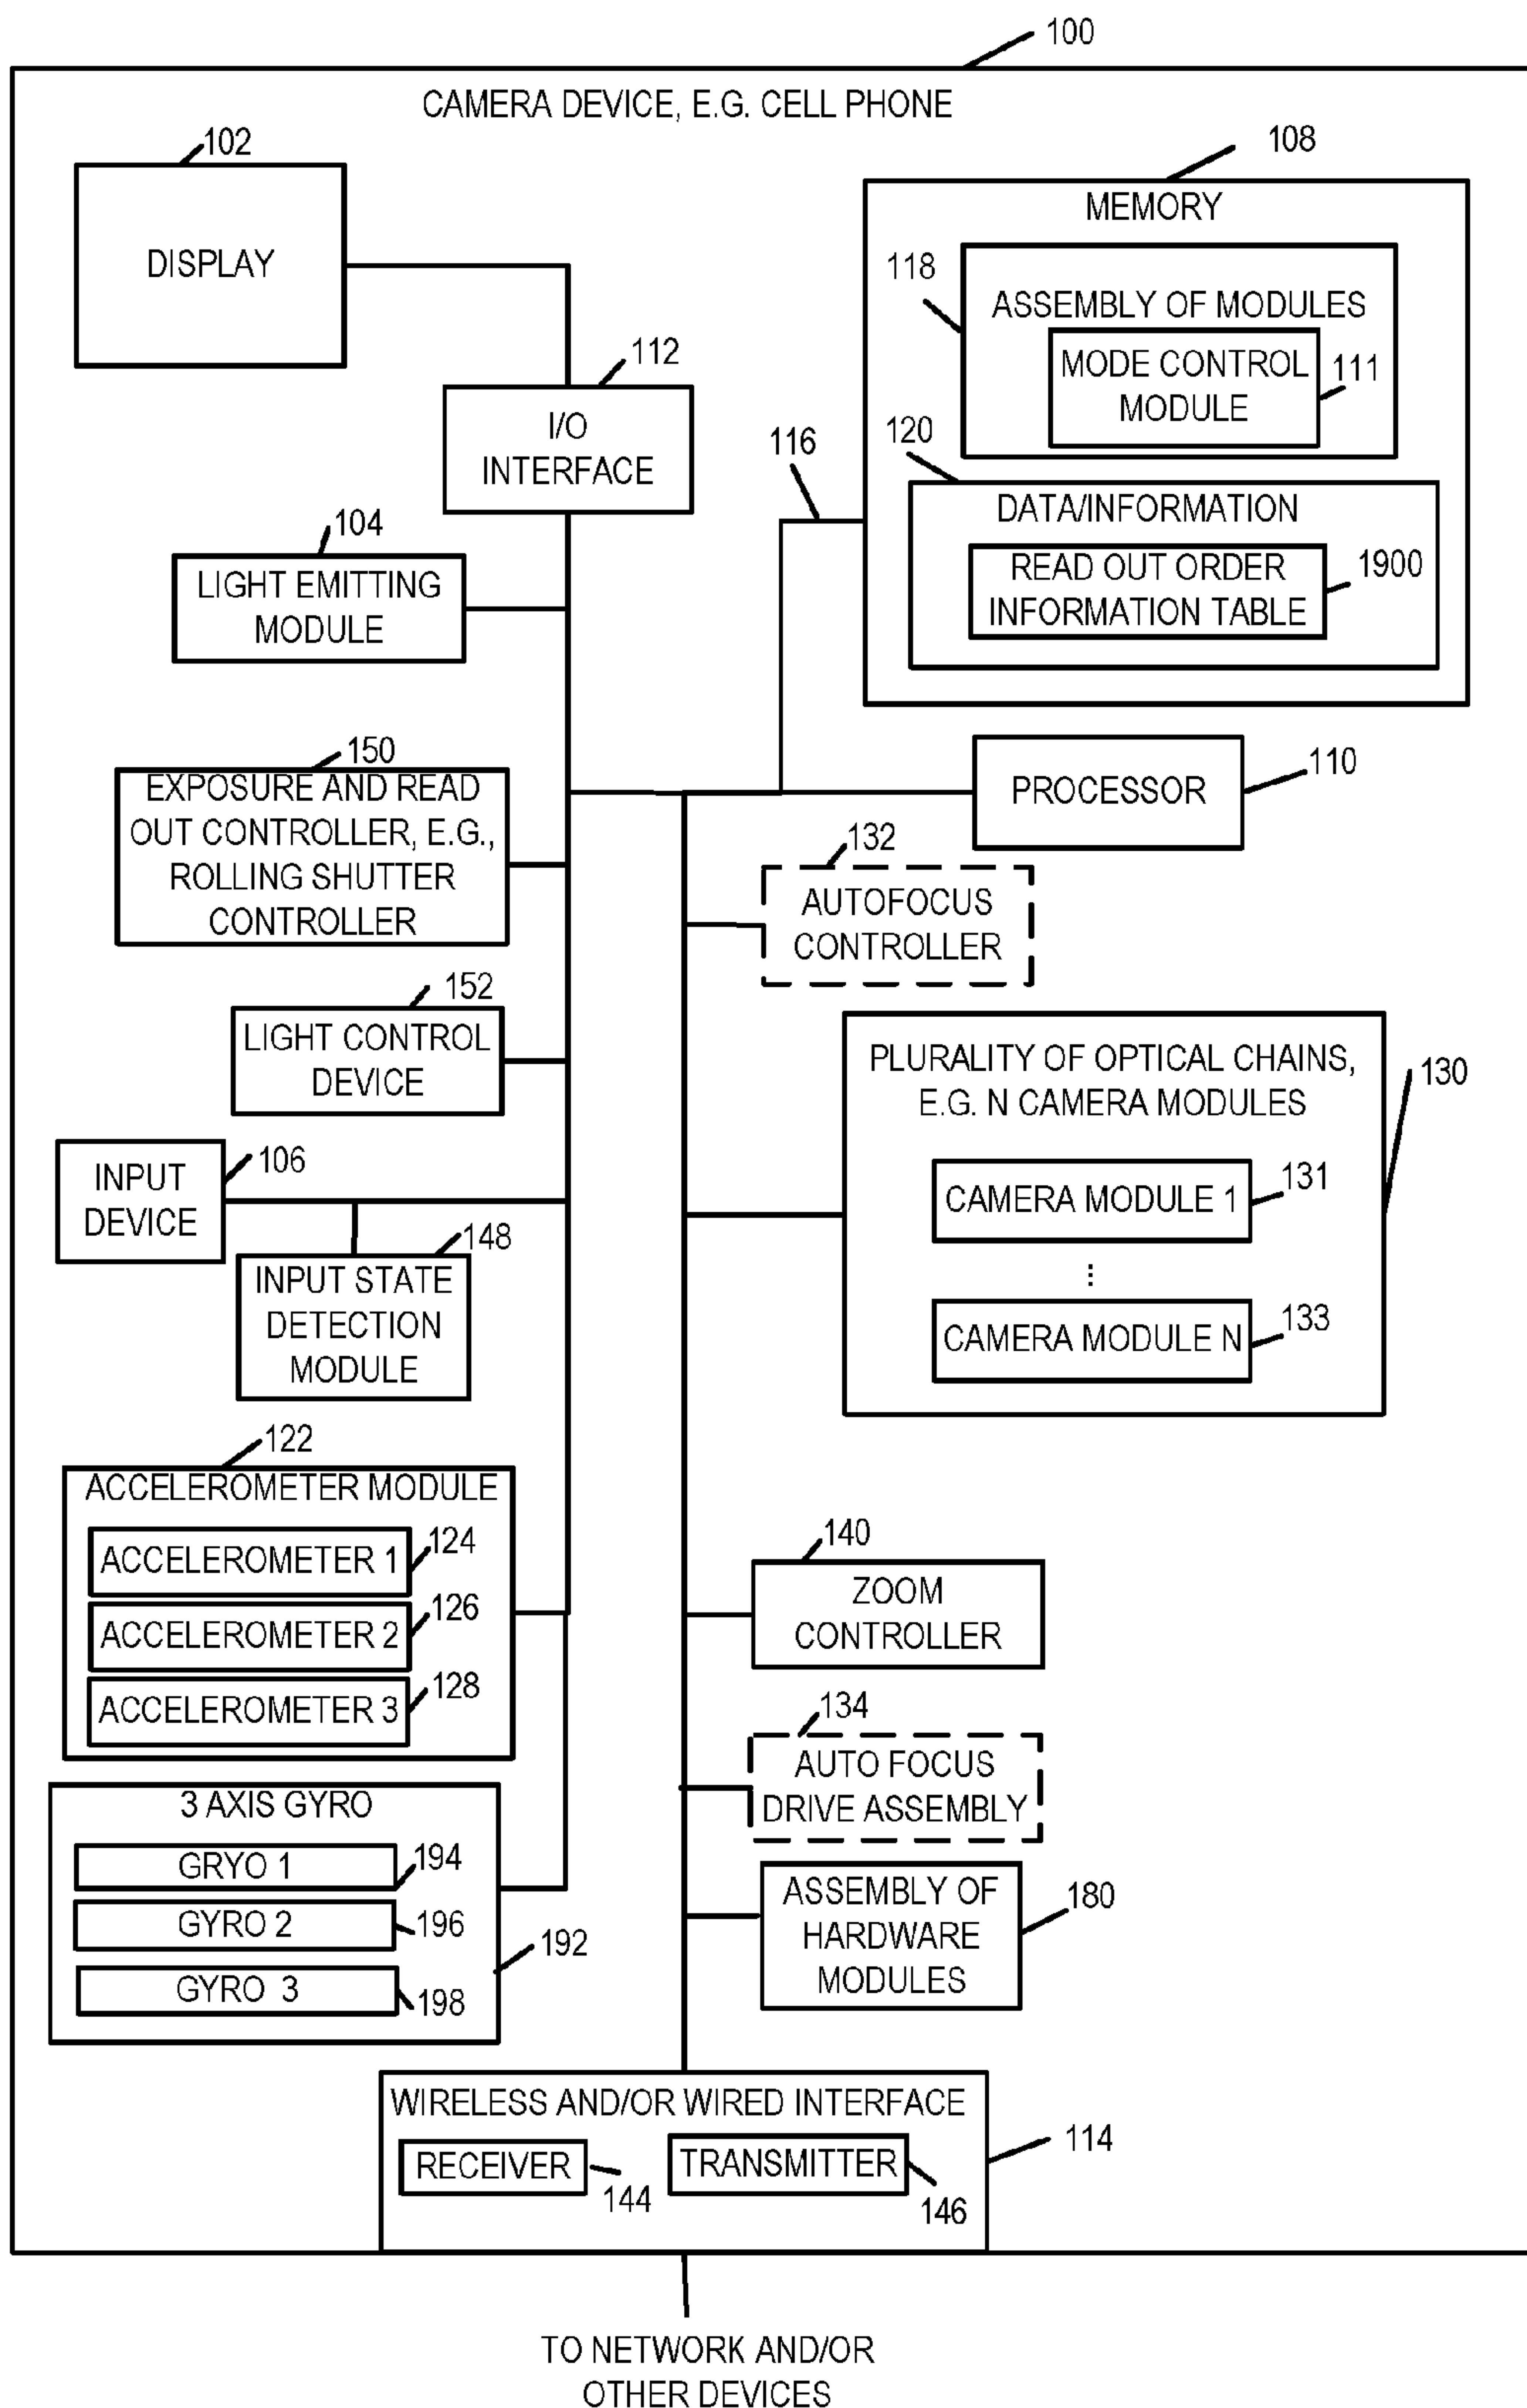 100
CAMERA DEVICE, E.G. CELL PHONE
102
DISPLAY
108
MEMORY
118
ASSEMBLY OF MODULES
MODE CONTROL
MODULE
111
120
DATA/INFORMATION
READ OUT ORDER
INFORMATION TABLE
1900
112
I/O
INTERFACE
116
104
LIGHT EMITTING
MODULE
150
EXPOSURE AND READ
OUT CONTROLLER, E.G.,
ROLLING SHUTTER
CONTROLLER
PROCESSOR
110
132
AUTOFOCUS
CONTROLLER
152
LIGHT CONTROL
DEVICE
PLURALITY OF OPTICAL CHAINS,
E.G. N CAMERA MODULES
130
CAMERA MODULE 1
131
...
CAMERA MODULE N
133
INPUT
DEVICE
106
148
INPUT STATE
DETECTION
MODULE
122
ACCELEROMETER MODULE
ACCELEROMETER 1
124
ACCELEROMETER 2
126
ACCELEROMETER 3
128
140
ZOOM
CONTROLLER
134
AUTO FOCUS
DRIVE ASSEMBLY
3 AXIS GYRO
GRYO 1
194
GYRO 2
196
GYRO 3
198
192
ASSEMBLY OF
HARDWARE
MODULES
180
WIRELESS AND/OR WIRED INTERFACE
RECEIVER
144
TRANSMITTER
146
114
TO NETWORK AND/OR
OTHER DEVICES